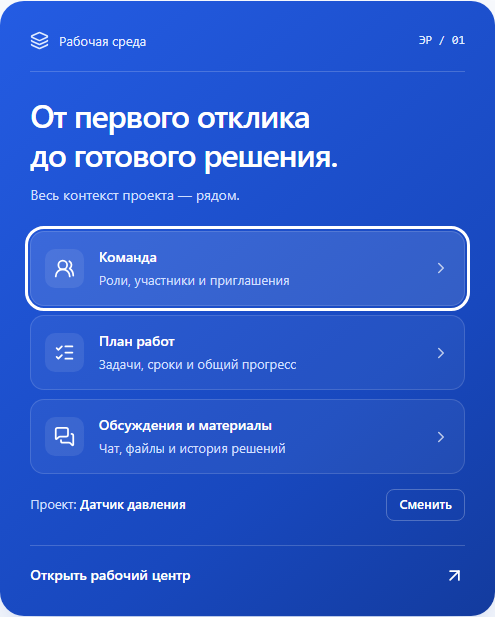 Рабочая среда
ЭР / 01
От первого отклика
до готового решения.
Весь контекст проекта — рядом.
Команда
Роли, участники и приглашения
План работ
Задачи, сроки и общий прогресс
Обсуждения и материалы
Чат, файлы и история решений
Проект: Датчик давления
Сменить
Открыть рабочий центр